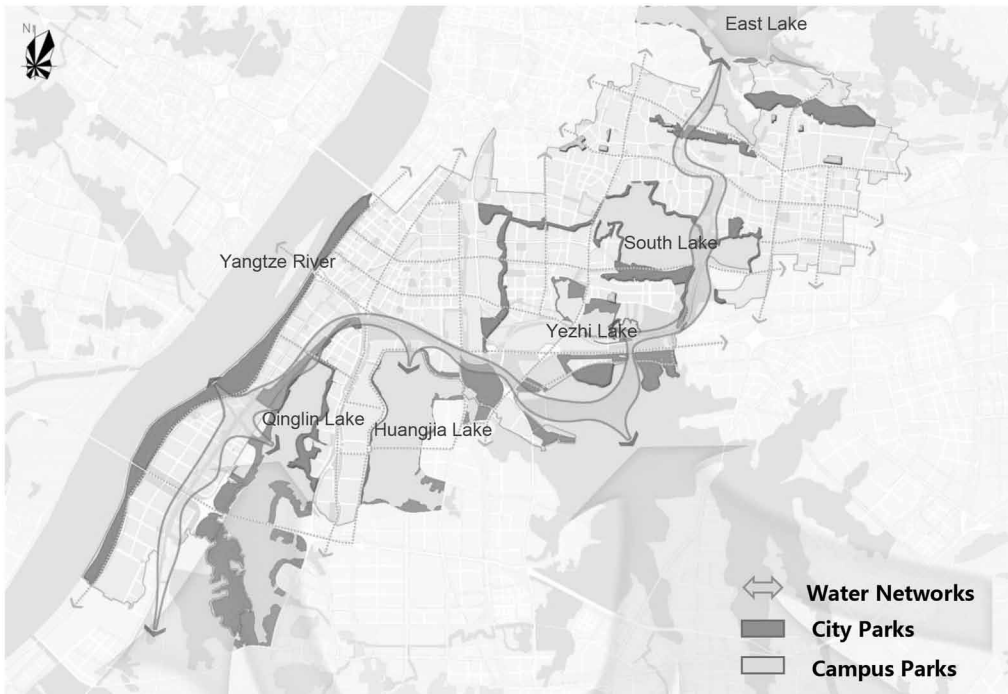 East Lake
N
South Lake
Yangtze River
Yezhi Lake
Qinglin Lake
Huangjia Lake
Water Networks
City Parks
Campus Parks